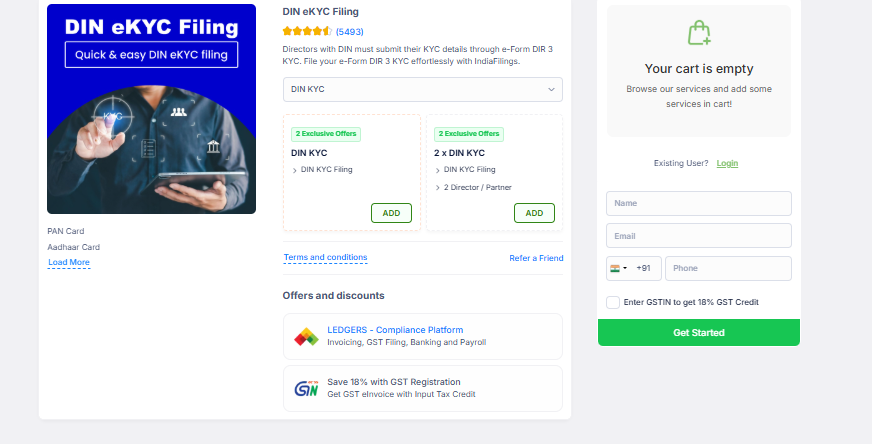 DIN eKYC Filing
Quick & easy DIN eKYC filing
KYC
PAN Card
Aadhaar Card
Load More
DIN eKYC Filing
(5493)
Directors with DIN must submit their KYC details through e-Form DIR 3
KYC. File your e-Form DIR 3 KYC effortlessly with IndiaFilings.
DIN KYC
2 Exclusive Offers
DIN KYC
DIN KYC Filing
ADD
2 Exclusive Offers
2 x DIN KYC
DIN KYC Filing
2 Director / Partner
ADD
Terms and conditions
Refer a Friend
Offers and discounts
LEDGERS - Compliance Platform
Invoicing, GST Filing, Banking and Payroll
Save 18% with GST Registration
Get GST eInvoice with Input Tax Credit
Your cart is empty
Browse our services and add some
services in cart!
Existing User? Login
Name
Email
+91
Phone
Enter GSTIN to get 18% GST Credit
Get Started